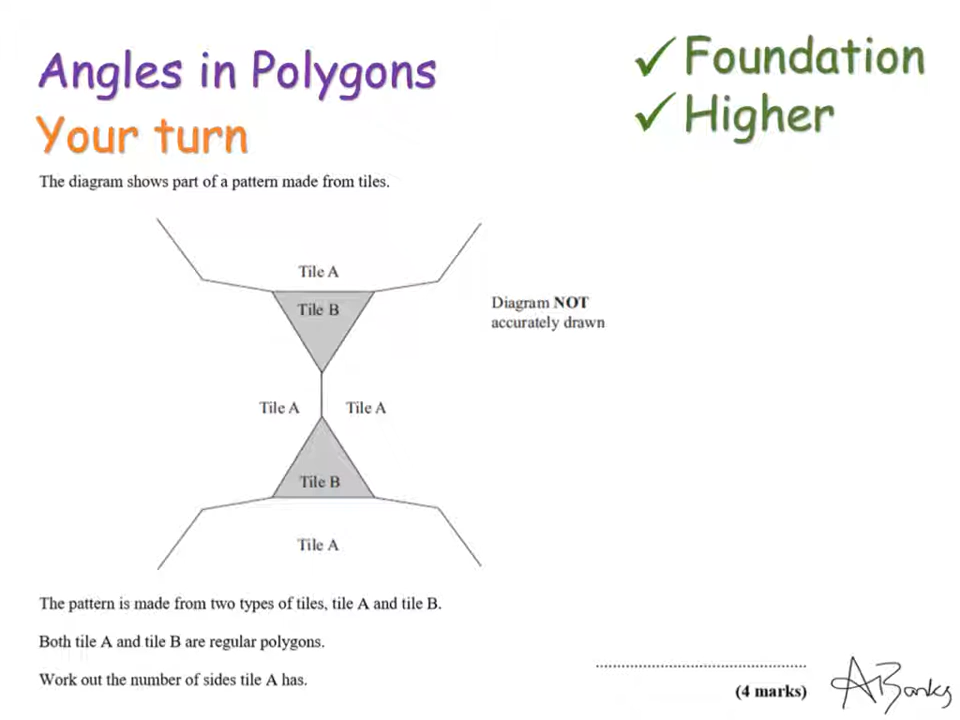 Angles in Polygons
✓ Foundation
Your turn
✓ Higher
The diagram shows part of a pattern made from tiles.
Tile A
Tile B
Diagram NOT
accurately drawn
Tile A Tile A
Tile B
Tile A
The pattern is made from two types of tiles, tile A and tile B.
Both tile A and tile B are regular polygons.
Work out the number of sides tile A has.
(4 marks)
A Banks